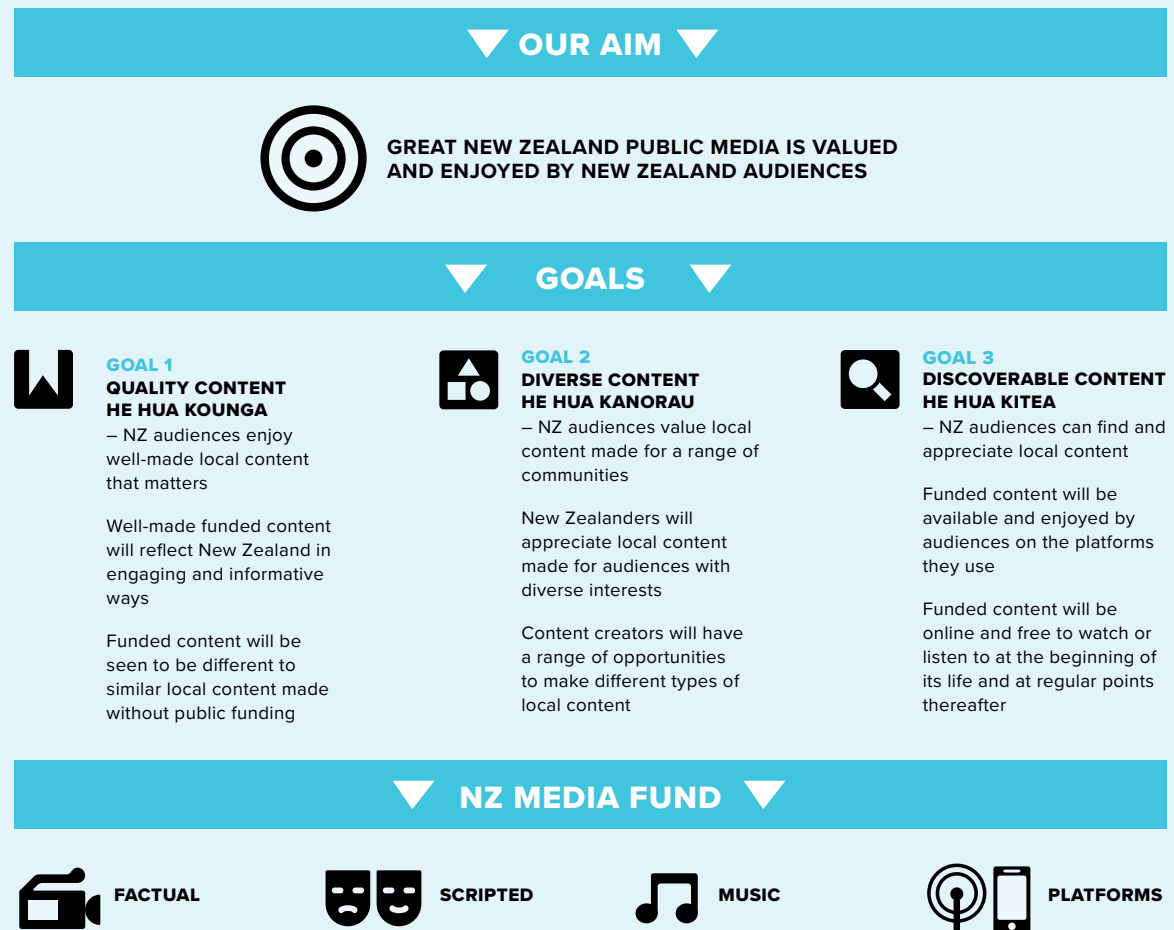 OUR AIM
GREAT NEW ZEALAND PUBLIC MEDIA IS VALUED
AND ENJOYED BY NEW ZEALAND AUDIENCES
GOALS
GOAL 1
QUALITY CONTENT
HE HUA KOUNGA
– NZ audiences enjoy
well-made local content
that matters
Well-made funded content
will reflect New Zealand in
engaging and informative
ways
Funded content will be
seen to be different to
similar local content made
without public funding
GOAL 2
DIVERSE CONTENT
HE HUA KANORAU
– NZ audiences value local
content made for a range of
communities
New Zealanders will
appreciate local content
made for audiences with
diverse interests
Content creators will have
a range of opportunities
to make different types of
local content
GOAL 3
DISCOVERABLE CONTENT
HE HUA KITEA
– NZ audiences can find and
appreciate local content
Funded content will be
available and enjoyed by
audiences on the platforms
they use
Funded content will be
online and free to watch or
listen to at the beginning of
its life and at regular points
thereafter
NZ MEDIA FUND
FACTUAL
SCRIPTED
MUSIC
PLATFORMS